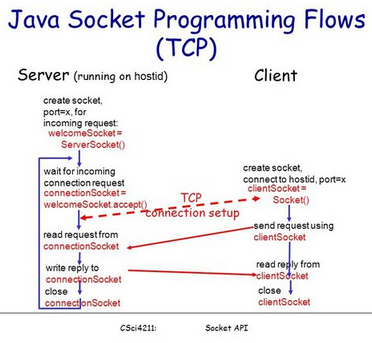 Java Socket Programming Flows
(TCP)
Server (running on hostid)
Client
create socket,
port=x, for
incoming request:
welcomeSocket =
ServerSocket()
wait for incoming
connection request
connectionSocket =
welcomeSocket.accept()
TCP
connection setup
create socket,
connect to hostid, port=x
clientSocket =
Socket()
read request from
connectionSocket
send request using
clientSocket
write reply to
connectionSocket
read reply from
clientSocket
close
connectionSocket
close
clientSocket
CSci4211: Socket API